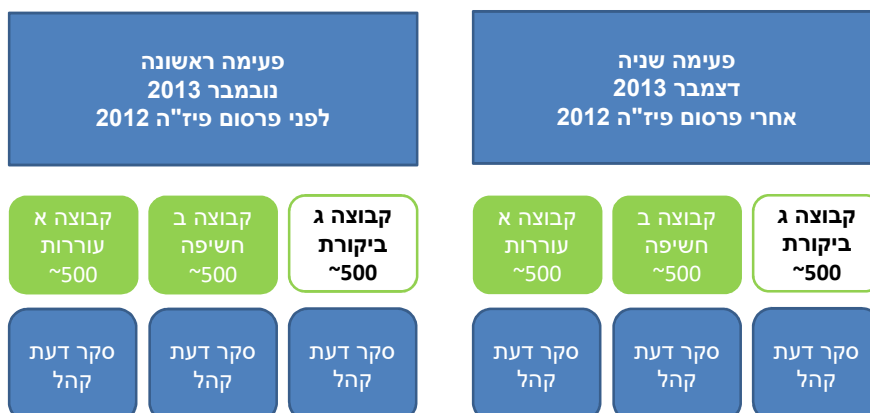 פעימה ראשונה
נובמבר 2013
לפני פרסום פיז"ה 2012
פעימה שניה
דצמבר 2013
אחרי פרסום פיז"ה 2012
קבוצה א
עוררות
~500
קבוצה ב
חשיפה
~500
קבוצה ג
ביקורת
~500
קבוצה א
עוררות
~500
קבוצה ב
חשיפה
~500
קבוצה ג
ביקורת
~500
סקר דעת
קהל
סקר דעת
קהל
סקר דעת
קהל
סקר דעת
קהל
סקר דעת
קהל
סקר דעת
קהל